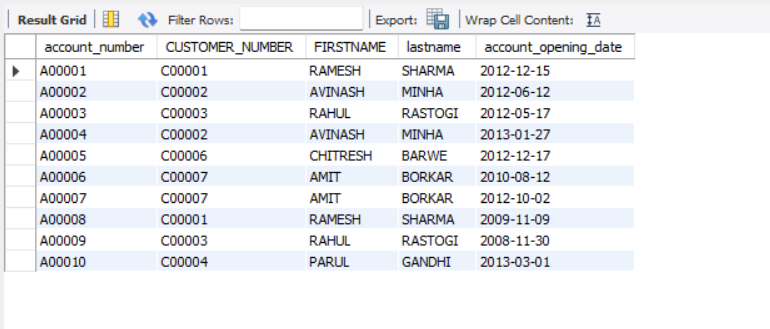 Result Grid Filter Rows: Export: Wrap Cell Content:
account_number CUSTOMER_NUMBER FIRSTNAME lastname account_opening_date
A00001 C00001 RAMESH SHARMA 2012-12-15
A00002 C00002 AVINASH MINHA 2012-06-12
A00003 C00003 RAHUL RASTOGI 2012-05-17
A00004 C00002 AVINASH MINHA 2013-01-27
A00005 C00006 CHITRESH BARWE 2012-12-17
A00006 C00007 AMIT BORKAR 2010-08-12
A00007 C00007 AMIT BORKAR 2012-10-02
A00008 C00001 RAMESH SHARMA 2009-11-09
A00009 C00003 RAHUL RASTOGI 2008-11-30
A00010 C00004 PARUL GANDHI 2013-03-01